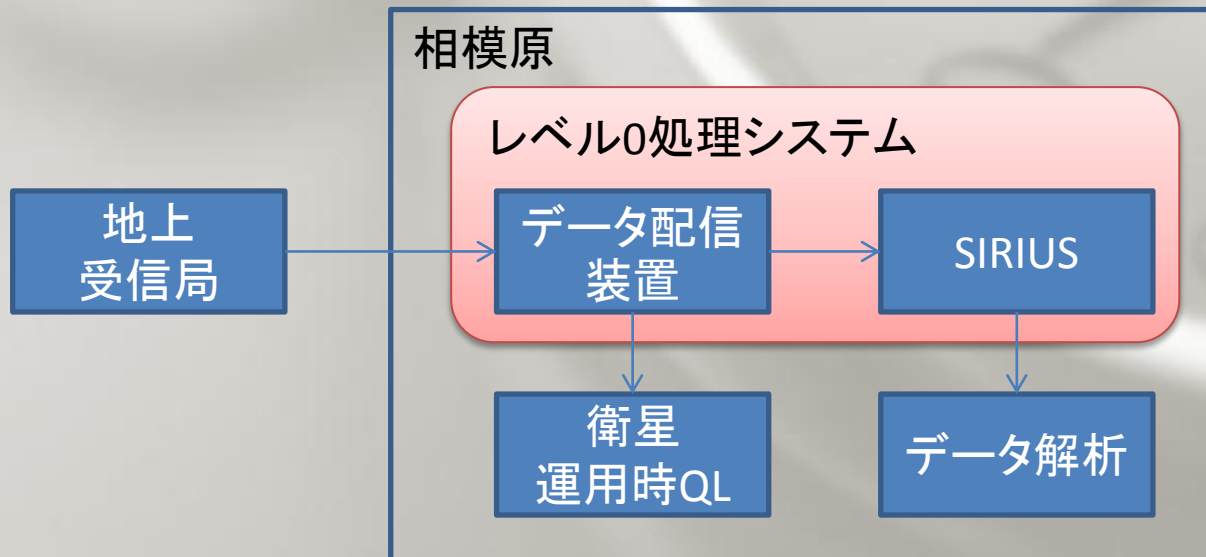 相模原
レベル0処理システム
地上
受信局
データ配信
装置
SIRIUS
衛星
運用時QL
データ解析